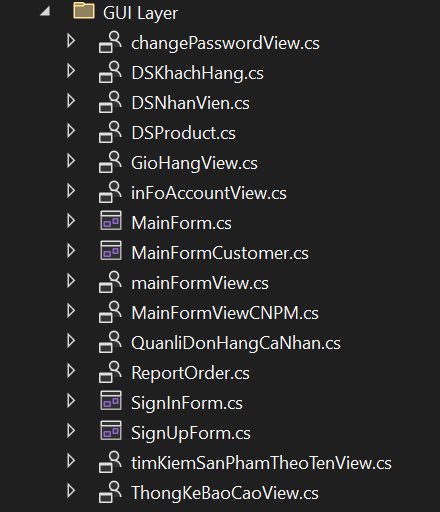 GUI Layer
changePasswordView.cs
DSKhachHang.cs
DSNhanVien.cs
DSProduct.cs
GioHangView.cs
inFoAccountView.cs
MainForm.cs
MainFormCustomer.cs
mainFormView.cs
MainFormViewCNPM.cs
QuanliDonHangCaNhan.cs
ReportOrder.cs
SignInForm.cs
SignUpForm.cs
timKiemSanPhamTheoTenView.cs
ThongKeBaoCaoView.cs